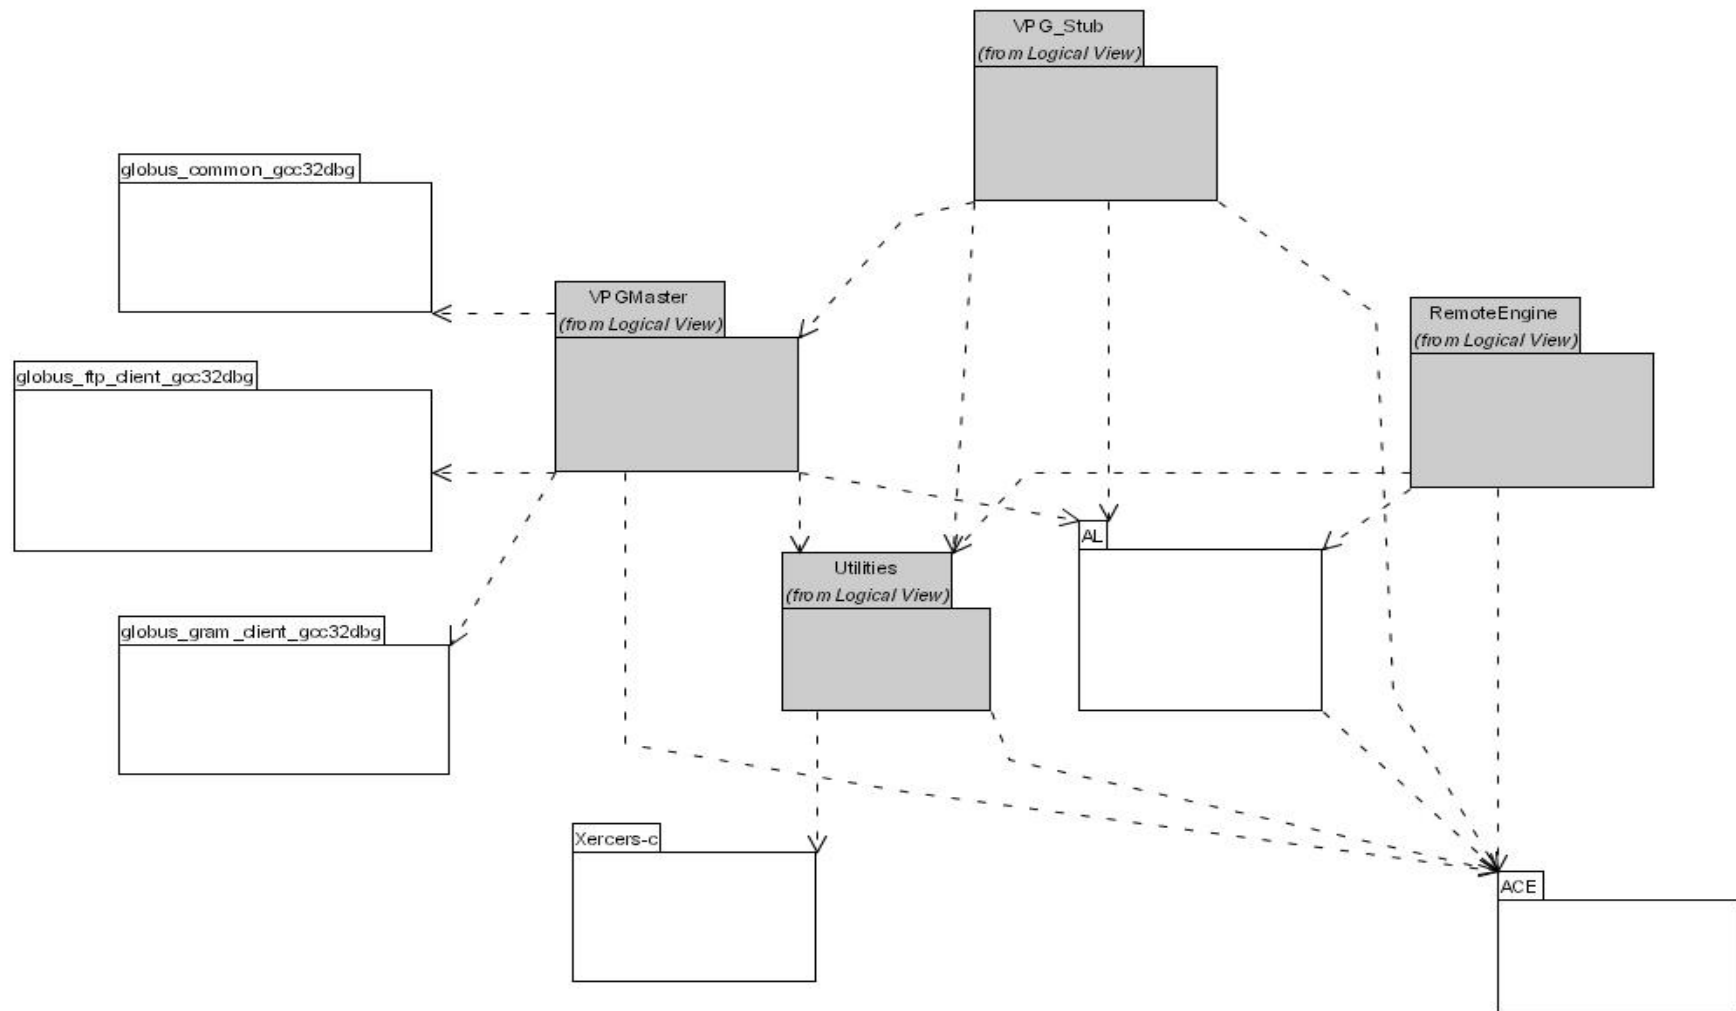 VPG_Stub
(from Logical View)
globus_common_gcc32dbg
VPGMaster
(from Logical View)
RemoteEngine
(from Logical View)
globus_ftp_client_gcc32dbg
AL
Utilities
(from Logical View)
globus_gram_client_gcc32dbg
Xercers-c
ACE